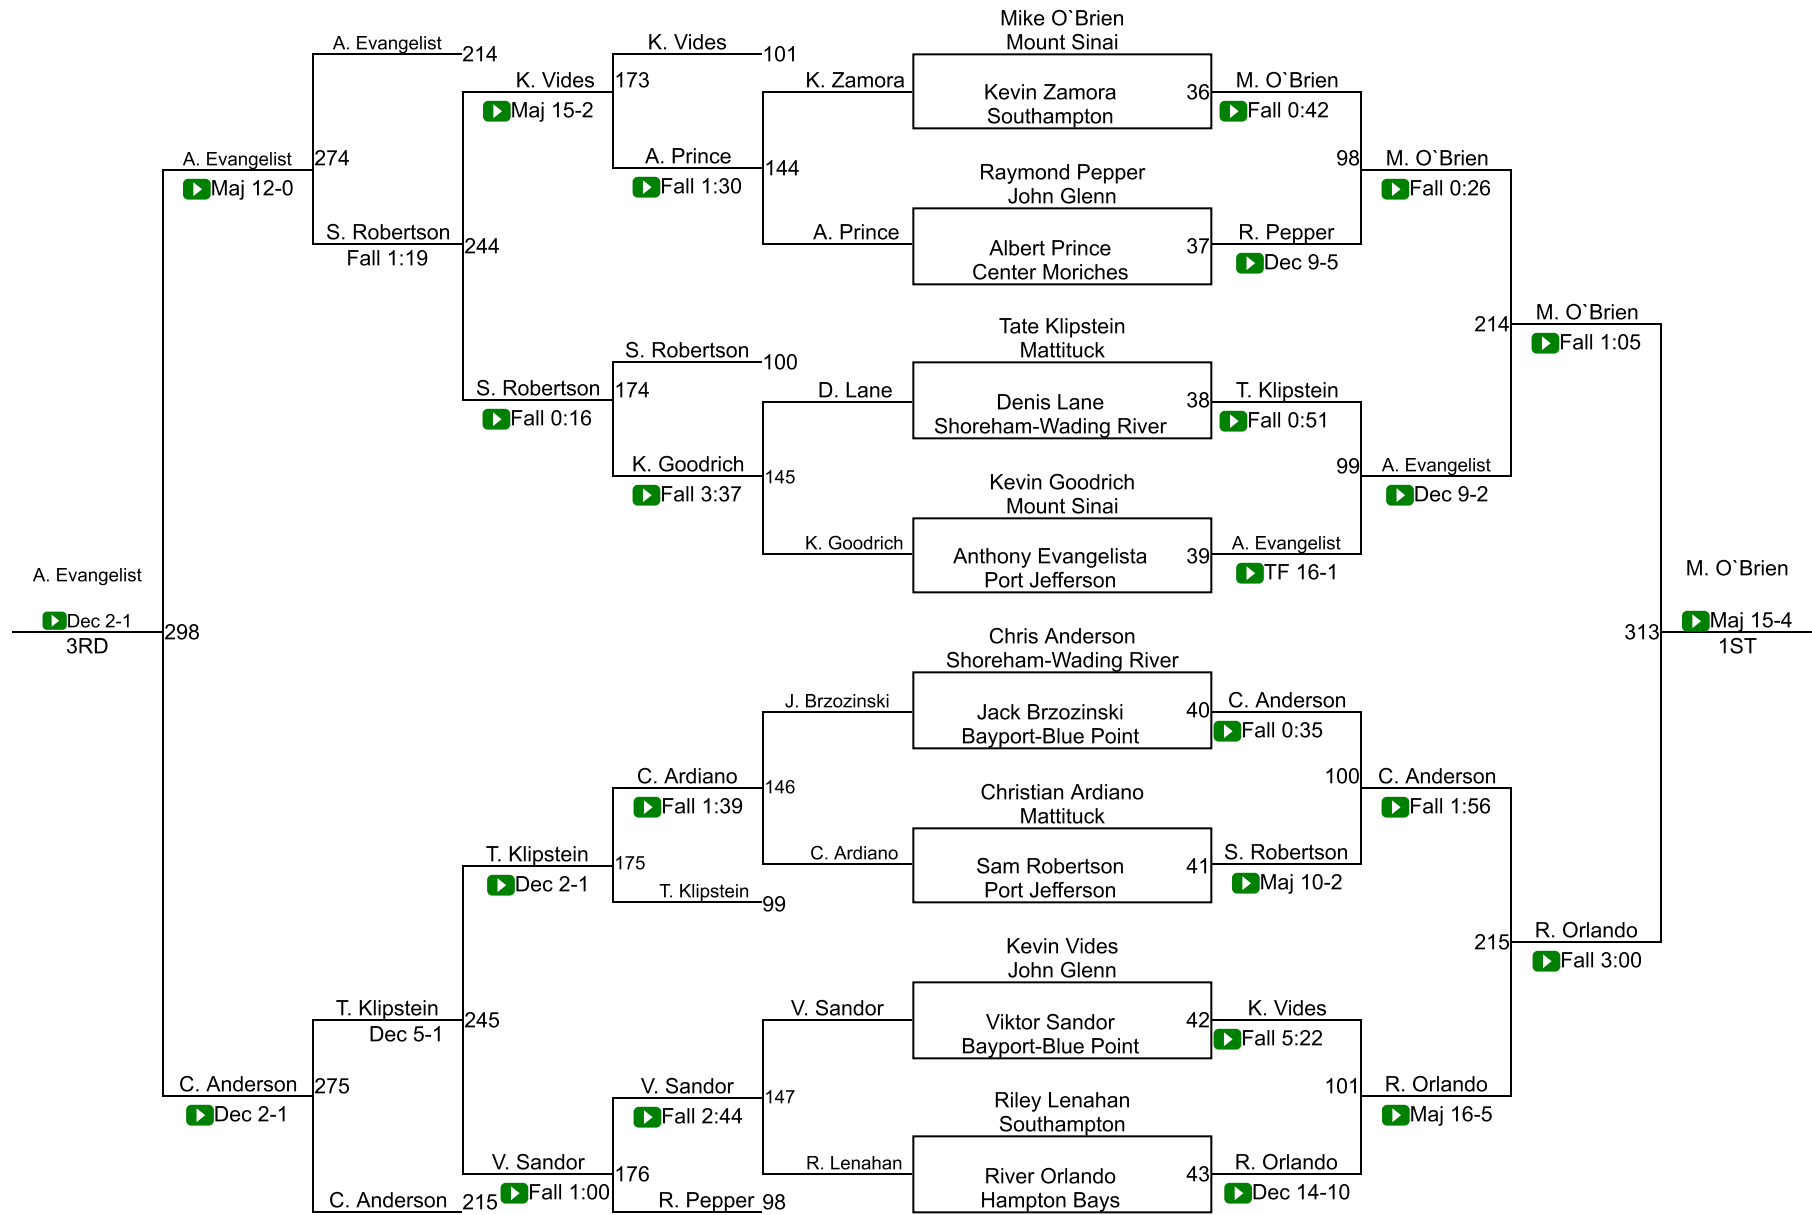 Mike O`Brien
Mount Sinai
A. Evangelist
214
K. Vides
101
K. Vides
173
K. Zamora
Kevin Zamora
36
M. O`Brien
Maj 15-2
Southampton
Fall 0:42
A. Evangelist
274
A. Prince
144
Raymond Pepper
98
M. O`Brien
Maj 12-0
Fall 1:30
John Glenn
Fall 0:26
S. Robertson
244
A. Prince
Albert Prince
37
R. Pepper
Fall 1:19
Center Moriches
Dec 9-5
Tate Klipstein
214
M. O`Brien
Mattituck
Fall 1:05
S. Robertson
100
S. Robertson
174
D. Lane
Denis Lane
38
T. Klipstein
Fall 0:16
Shoreham-Wading River
Fall 0:51
K. Goodrich
145
Kevin Goodrich
99
A. Evangelist
Fall 3:37
Mount Sinai
Dec 9-2
K. Goodrich
Anthony Evangelista
39
A. Evangelist
Port Jefferson
TF 16-1
A. Evangelist
M. O`Brien
Dec 2-1
298
313
Maj 15-4
3RD
1ST
Chris Anderson
Shoreham-Wading River
J. Brzozinski
Jack Brzozinski
40
C. Anderson
Bayport-Blue Point
Fall 0:35
C. Ardiano
146
Christian Ardiano
100
C. Anderson
Fall 1:39
Mattituck
Fall 1:56
T. Klipstein
175
C. Ardiano
Sam Robertson
41
S. Robertson
Dec 2-1
Port Jefferson
Maj 10-2
T. Klipstein
99
Kevin Vides
215
R. Orlando
John Glenn
Fall 3:00
T. Klipstein
245
V. Sandor
Viktor Sandor
42
K. Vides
Dec 5-1
Bayport-Blue Point
Fall 5:22
C. Anderson
275
V. Sandor
147
Riley Lenahan
101
R. Orlando
Dec 2-1
Fall 2:44
Southampton
Maj 16-5
V. Sandor
176
R. Lenahan
River Orlando
43
R. Orlando
Fall 1:00
Hampton Bays
Dec 14-10
C. Anderson
215
R. Pepper
98